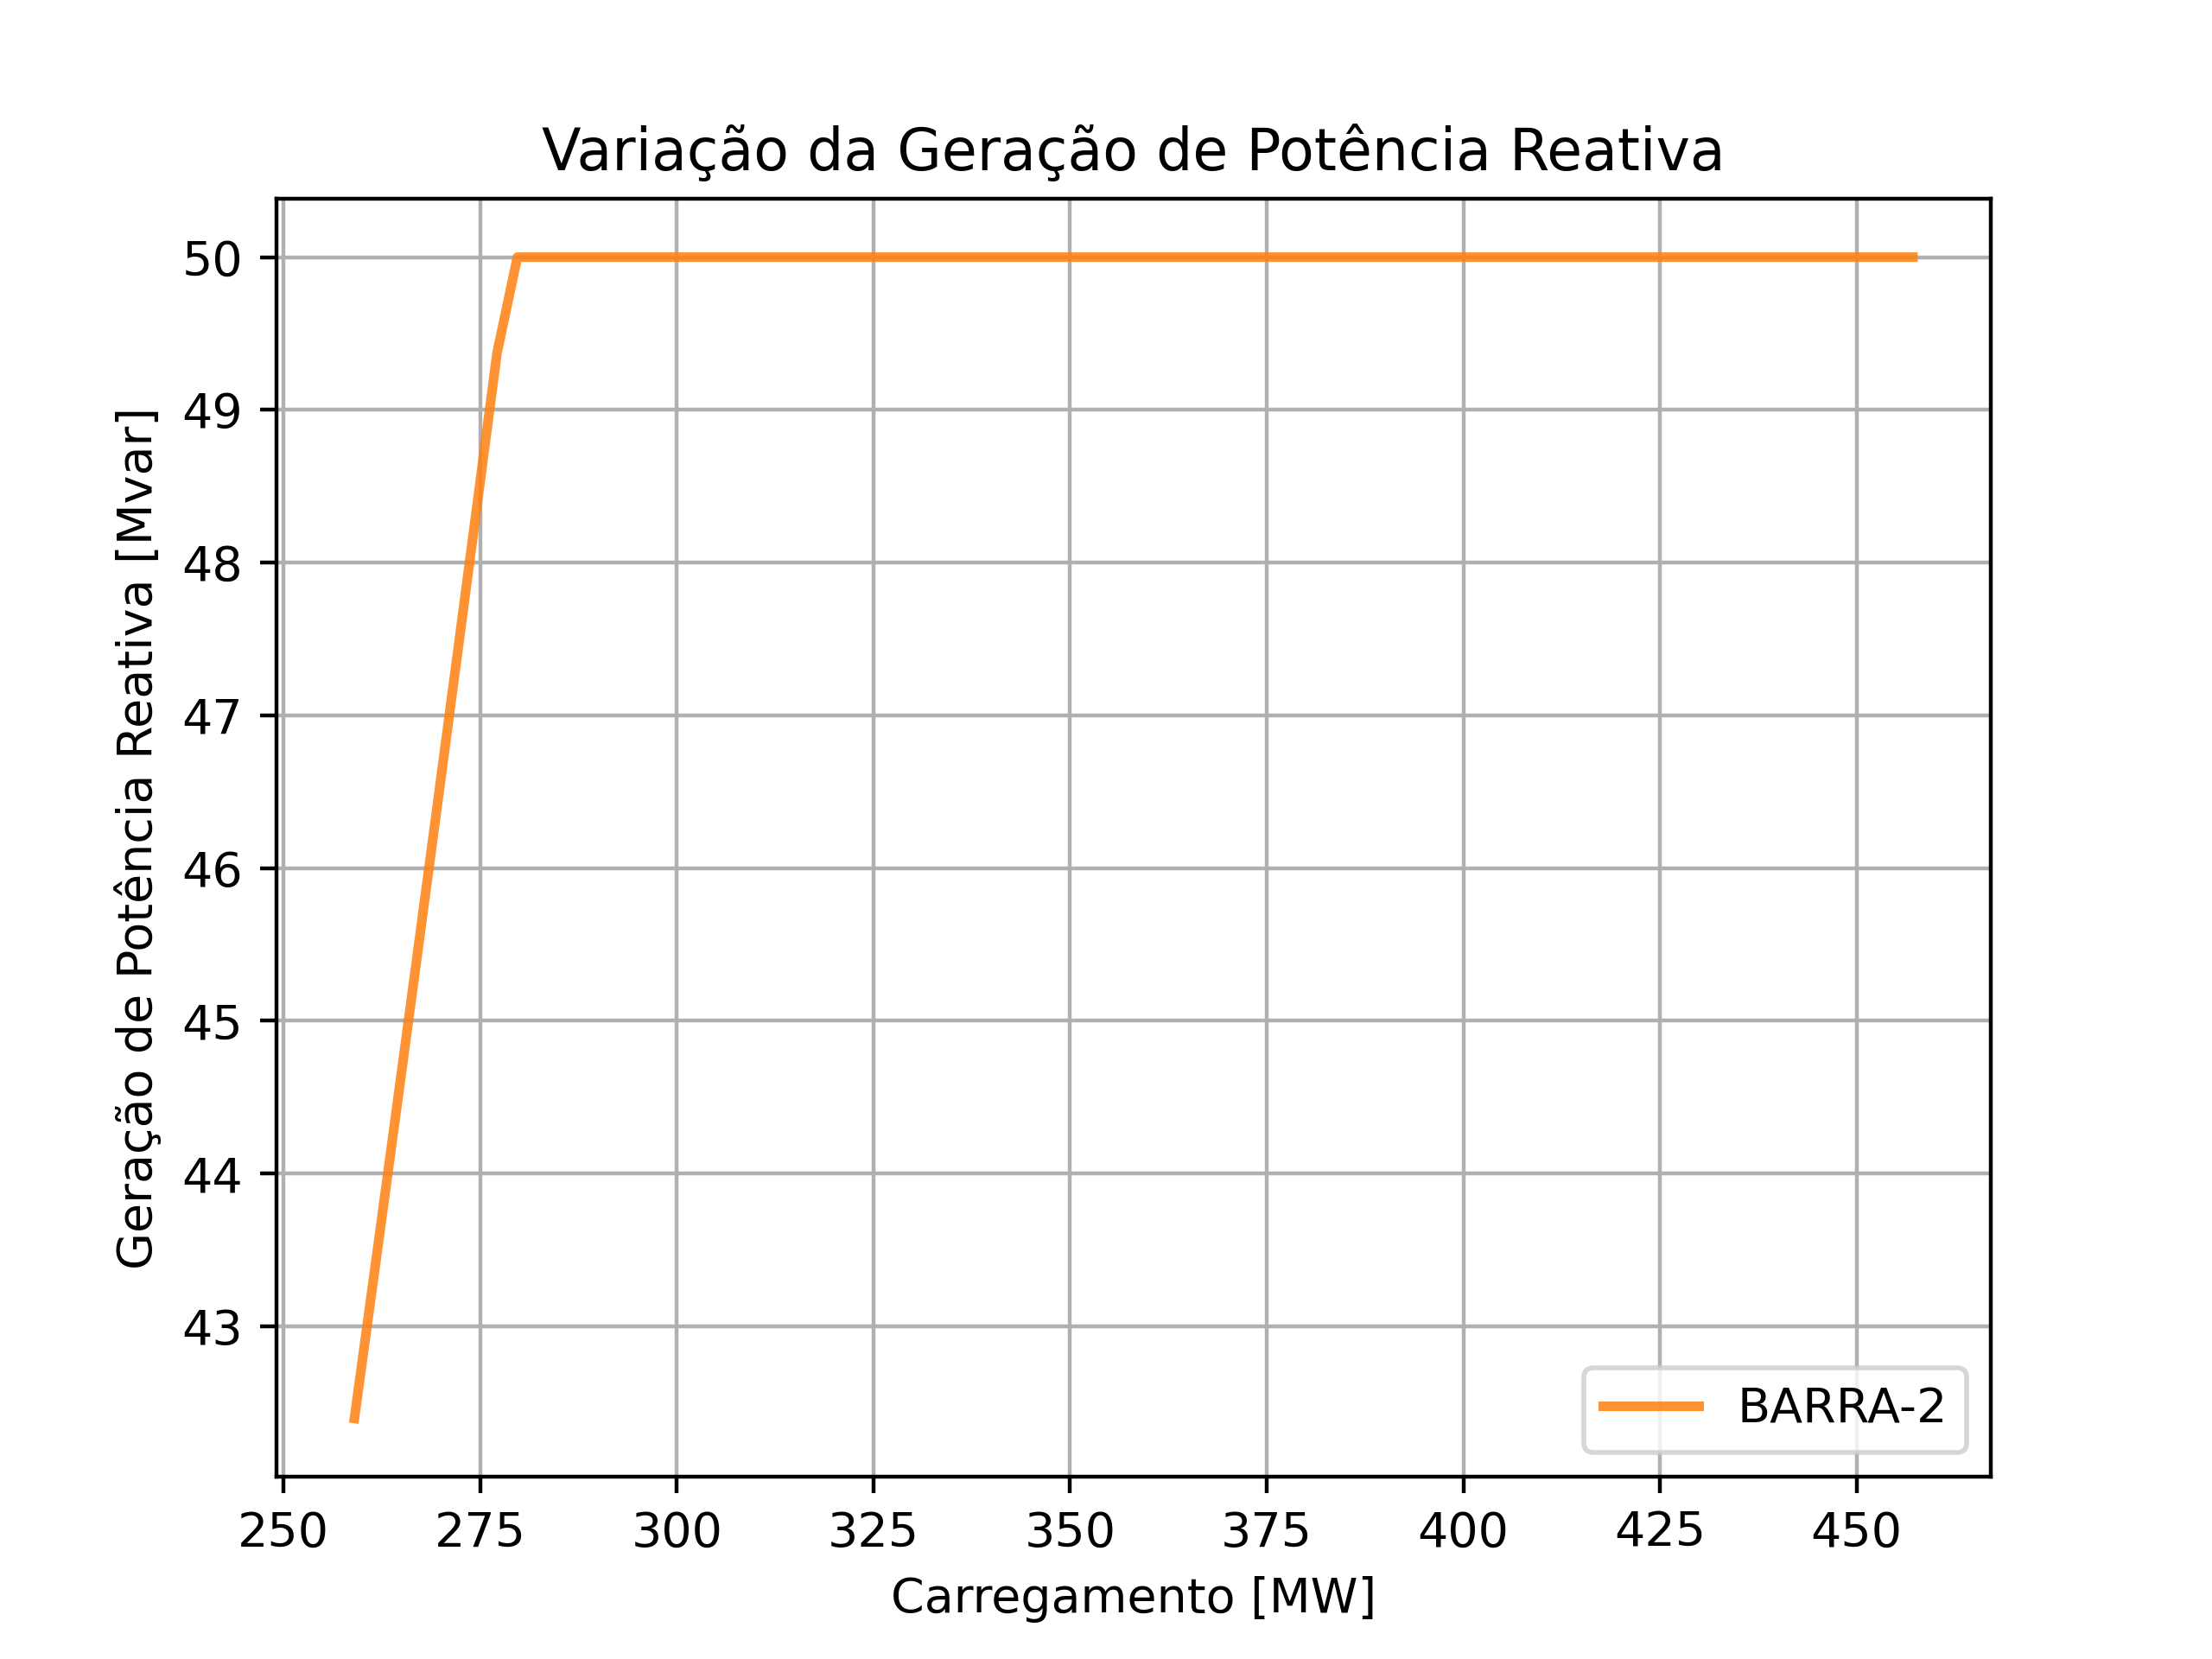 Variação da Geração de Potência Reativa
Geração de Potência Reativa [Mvar]
50
49
48
47
46
45
44
43
BARRA-2
250 275 300 325 350 375 400 425 450
Carregamento [MW]